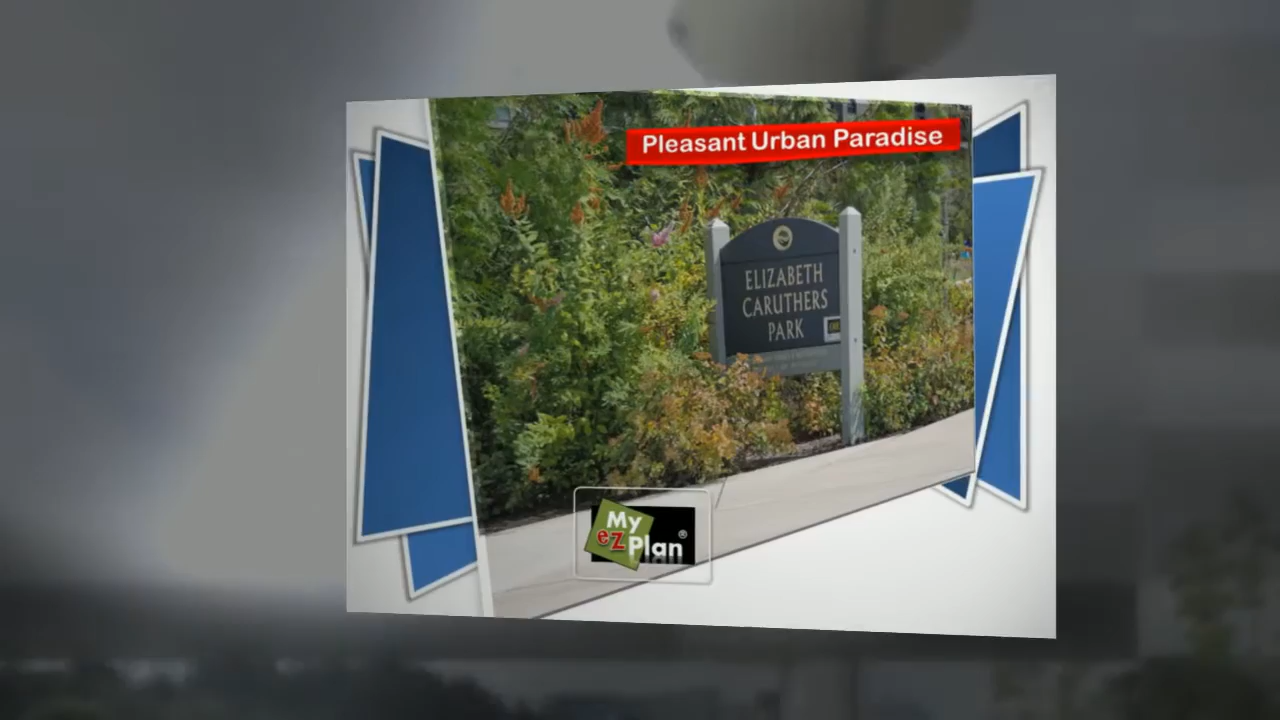 Pleasant Urban Paradise
ELIZABETH
CARUTHERS
PARK
My
eZ Plan ®